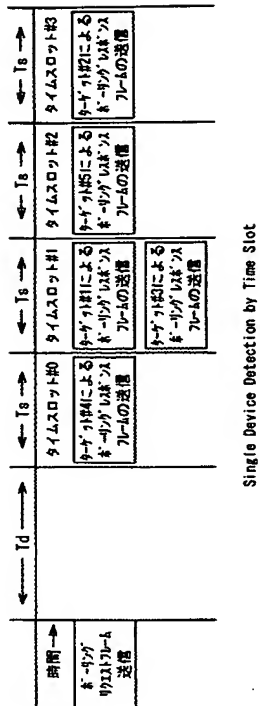 Td
Ts
Ts
Ts
Ts
時間→
タイムスロット#0
タイムスロット#1
タイムスロット#2
タイムスロット#3
ポーリング
リクエストフレーム
送信
ターゲット#4による
ポーリングレスポンス
フレームの送信
ターゲット#1による
ポーリングレスポンス
フレームの送信
ターゲット#5による
ポーリングレスポンス
フレームの送信
ターゲット#2による
ポーリングレスポンス
フレームの送信
ターゲット#3による
ポーリングレスポンス
フレームの送信
Single Device Detection by Time Slot